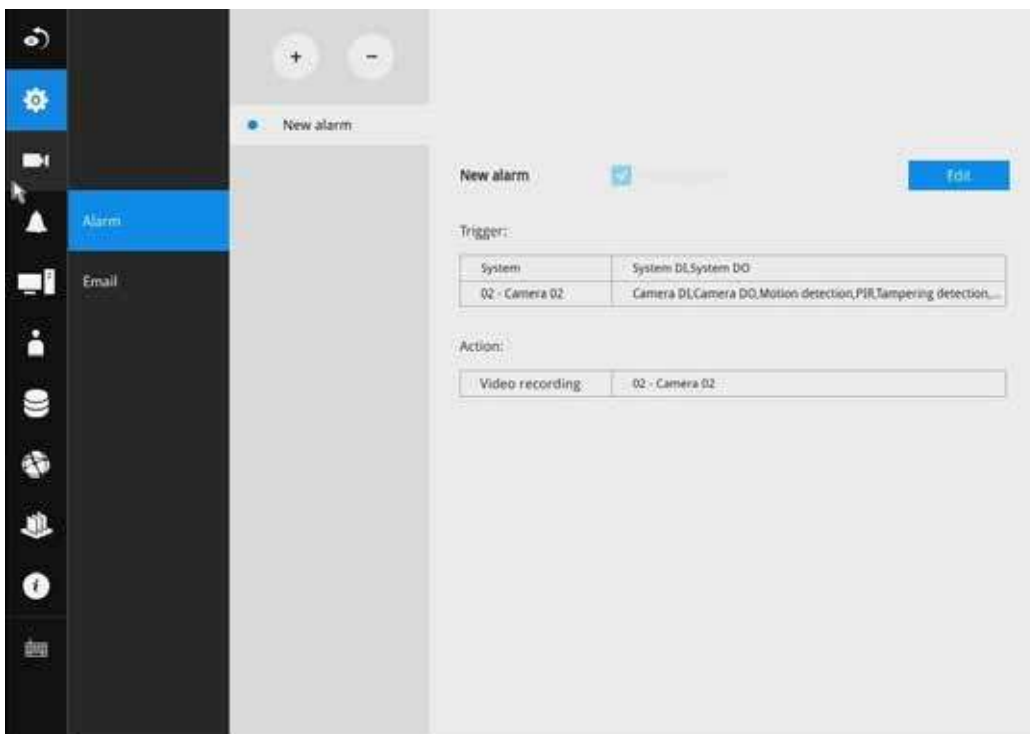 + -
New alarm
New alarm
Edit
Alarm
Trigger:
System System DI,System DO
Email
02 - Camera 02 Camera DI,Camera DO,Motion detection,PIR,Tampering detection,...
Action:
Video recording 02 - Camera 02